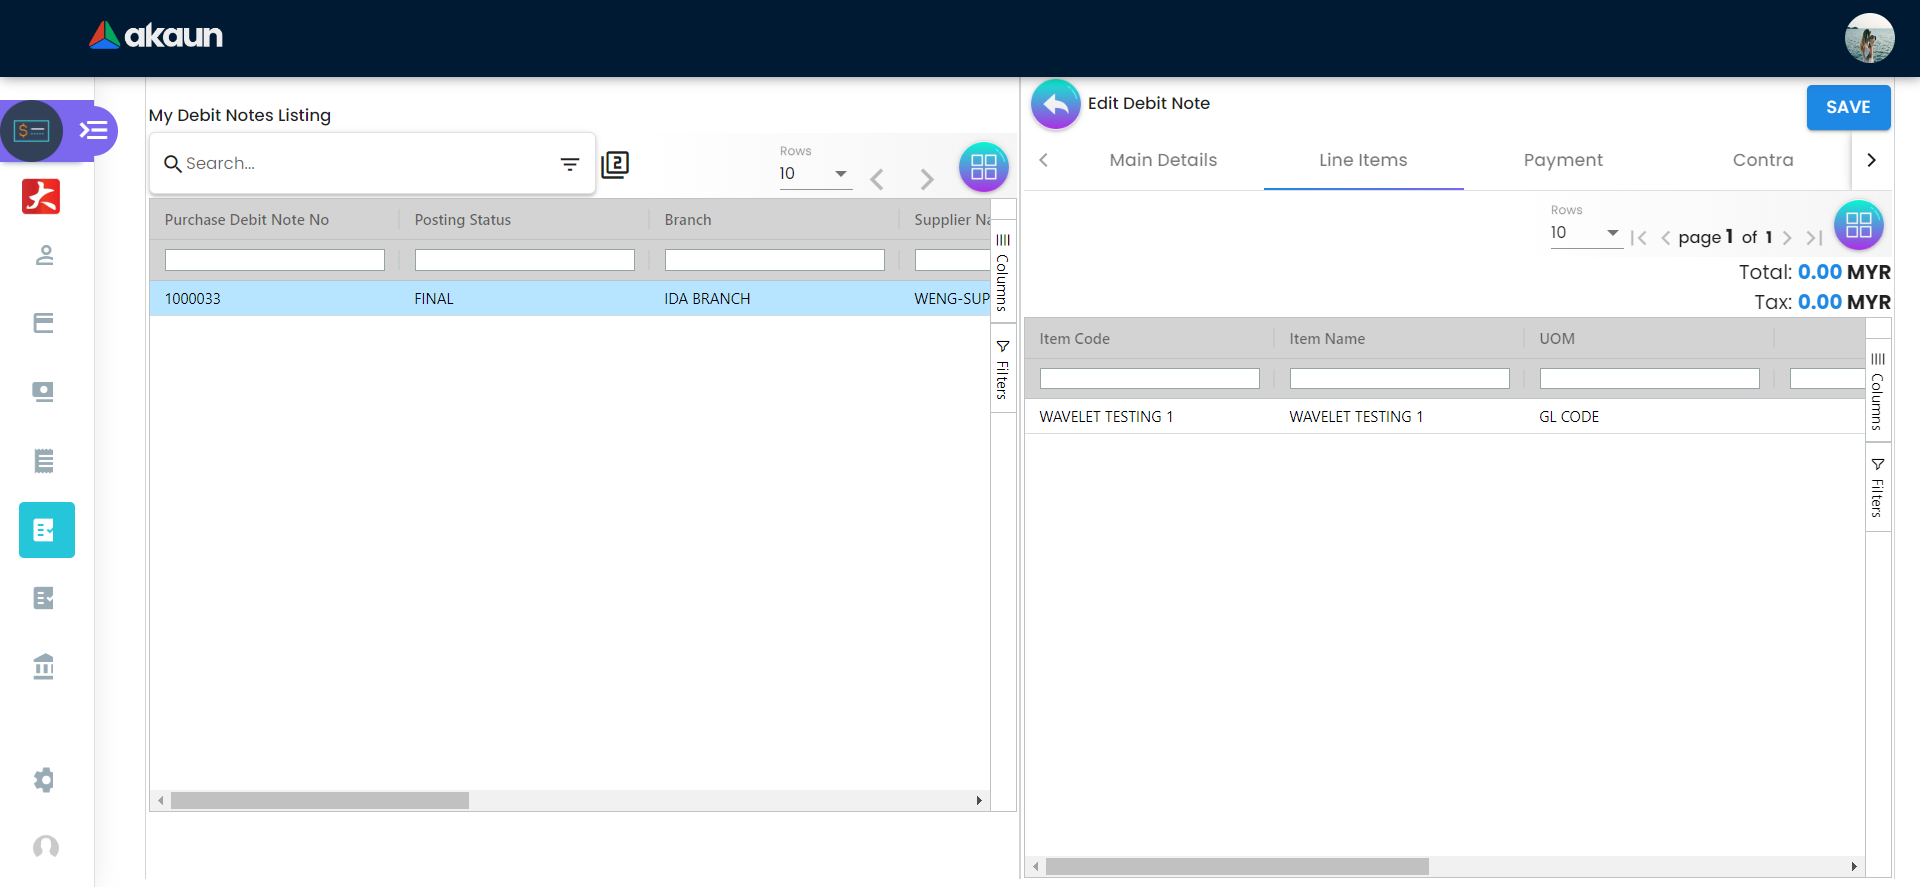 akaun
My Debit Notes Listing
Search...
2
Rows
10
Purchase Debit Note No
Posting Status
Branch
Supplier Na
1000033
FINAL
IDA BRANCH
WENG-SUP
Columns
Filters
Edit Debit Note
SAVE
Main Details
Line Items
Payment
Contra
Rows
10
page 1 of 1
Total: 0.00 MYR
Tax: 0.00 MYR
Item Code
Item Name
UOM
WAVELET TESTING 1
WAVELET TESTING 1
GL CODE
Columns
Filters